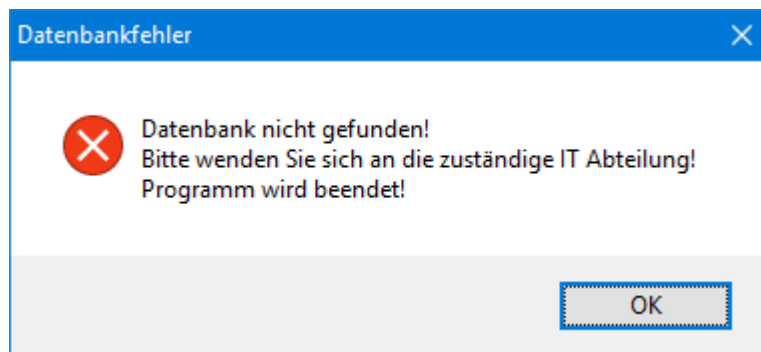 Datenbankfehler
Datenbank nicht gefunden!
Bitte wenden Sie sich an die zuständige IT Abteilung!
Programm wird beendet!
OK